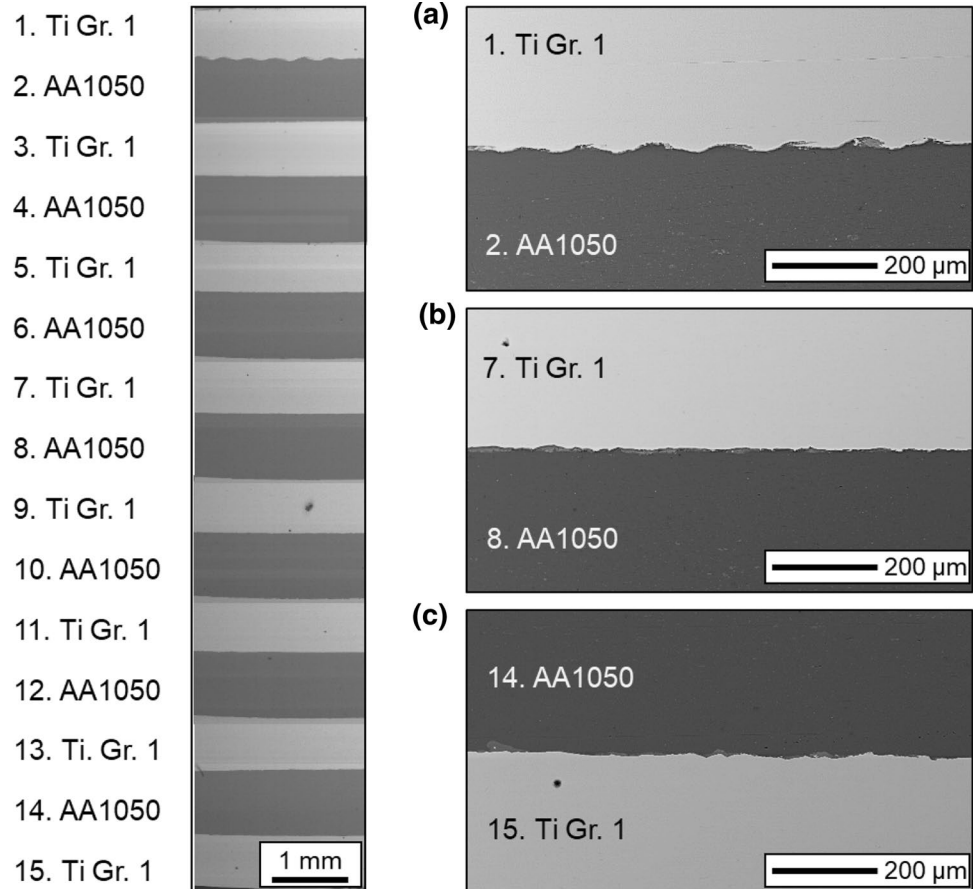 1. Ti Gr. 1
2. AA1050
3. Ti Gr. 1
4. AA1050
5. Ti Gr. 1
6. AA1050
7. Ti Gr. 1
8. AA1050
9. Ti Gr. 1
10. AA1050
11. Ti Gr. 1
12. AA1050
13. Ti. Gr. 1
14. AA1050
15. Ti Gr. 1
1 mm
(a)
1. Ti Gr. 1
2. AA1050
200 µm
(b)
7. Ti Gr. 1
8. AA1050
200 µm
(c)
14. AA1050
15. Ti Gr. 1
200 µm